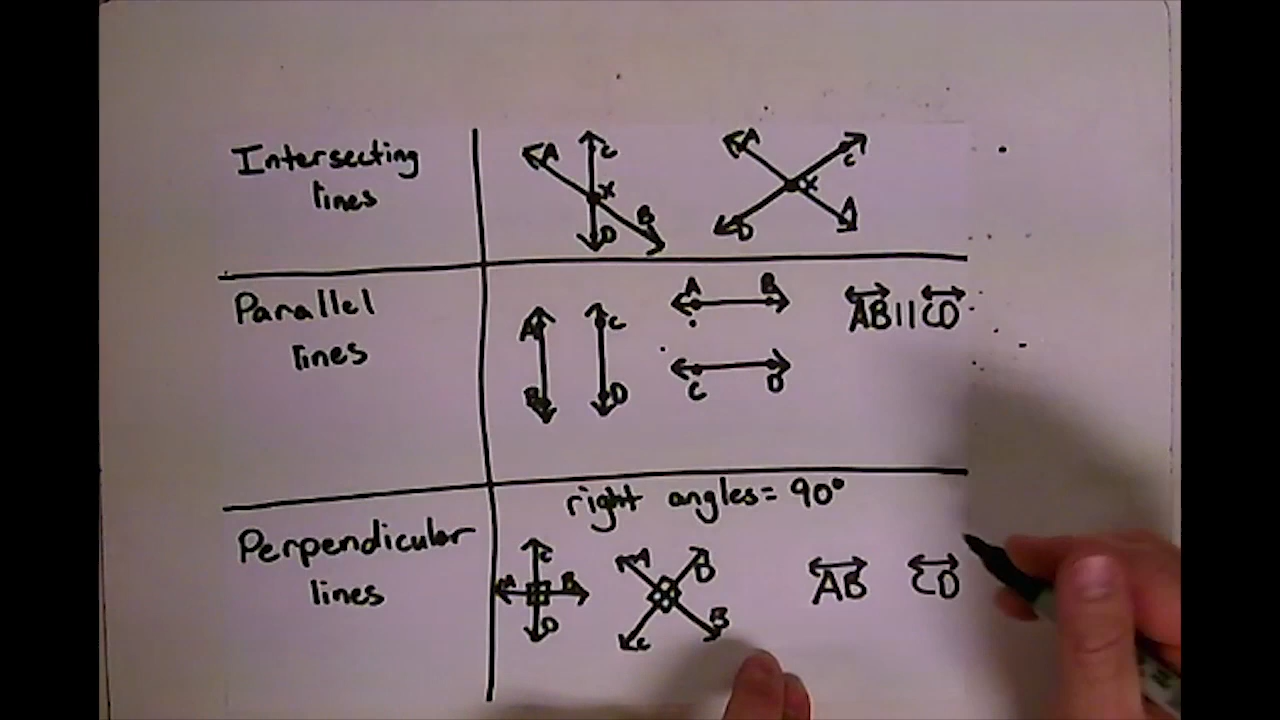 Intersecting
lines
A C X B D
A C X D A
Parallel
lines
A C B D
A B C D
AB || CD
right angles = 90°
Perpendicular
lines
C A B D
A D B C
AB CD